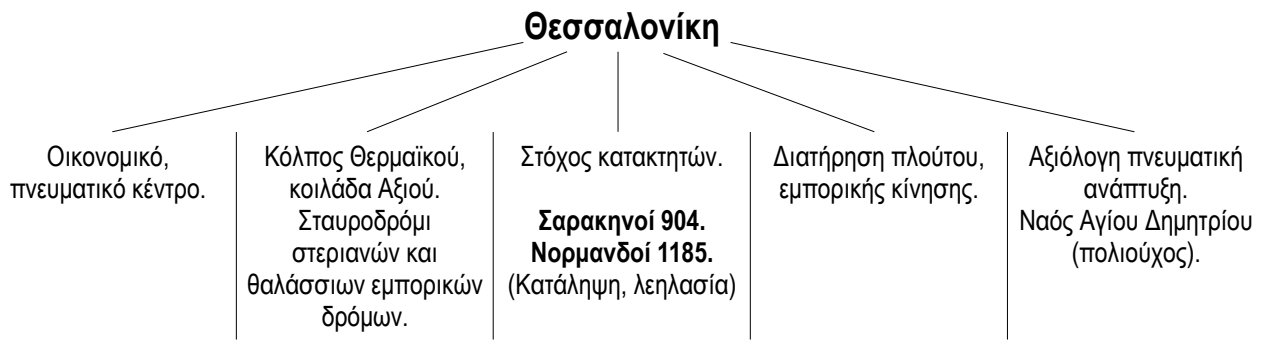 Θεσσαλονίκη
Οικονομικό,
πνευματικό κέντρο.
Κόλπος Θερμαϊκού,
κοιλάδα Αξιού.
Σταυροδρόμι
στεριανών και
θαλάσσιων εμπορικών
δρόμων.
Στόχος κατακτητών.
Σαρακηνοί 904.
Νορμανδοί 1185.
(Κατάληψη, λεηλασία)
Διατήρηση πλούτου,
εμπορικής κίνησης.
Αξιόλογη πνευματική
ανάπτυξη.
Ναός Αγίου Δημητρίου
(πολιούχος).